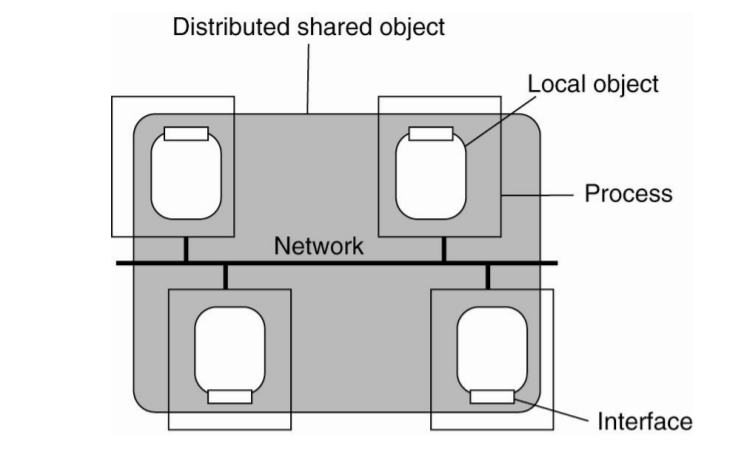 Distributed shared object
Local object
Process
Network
Interface